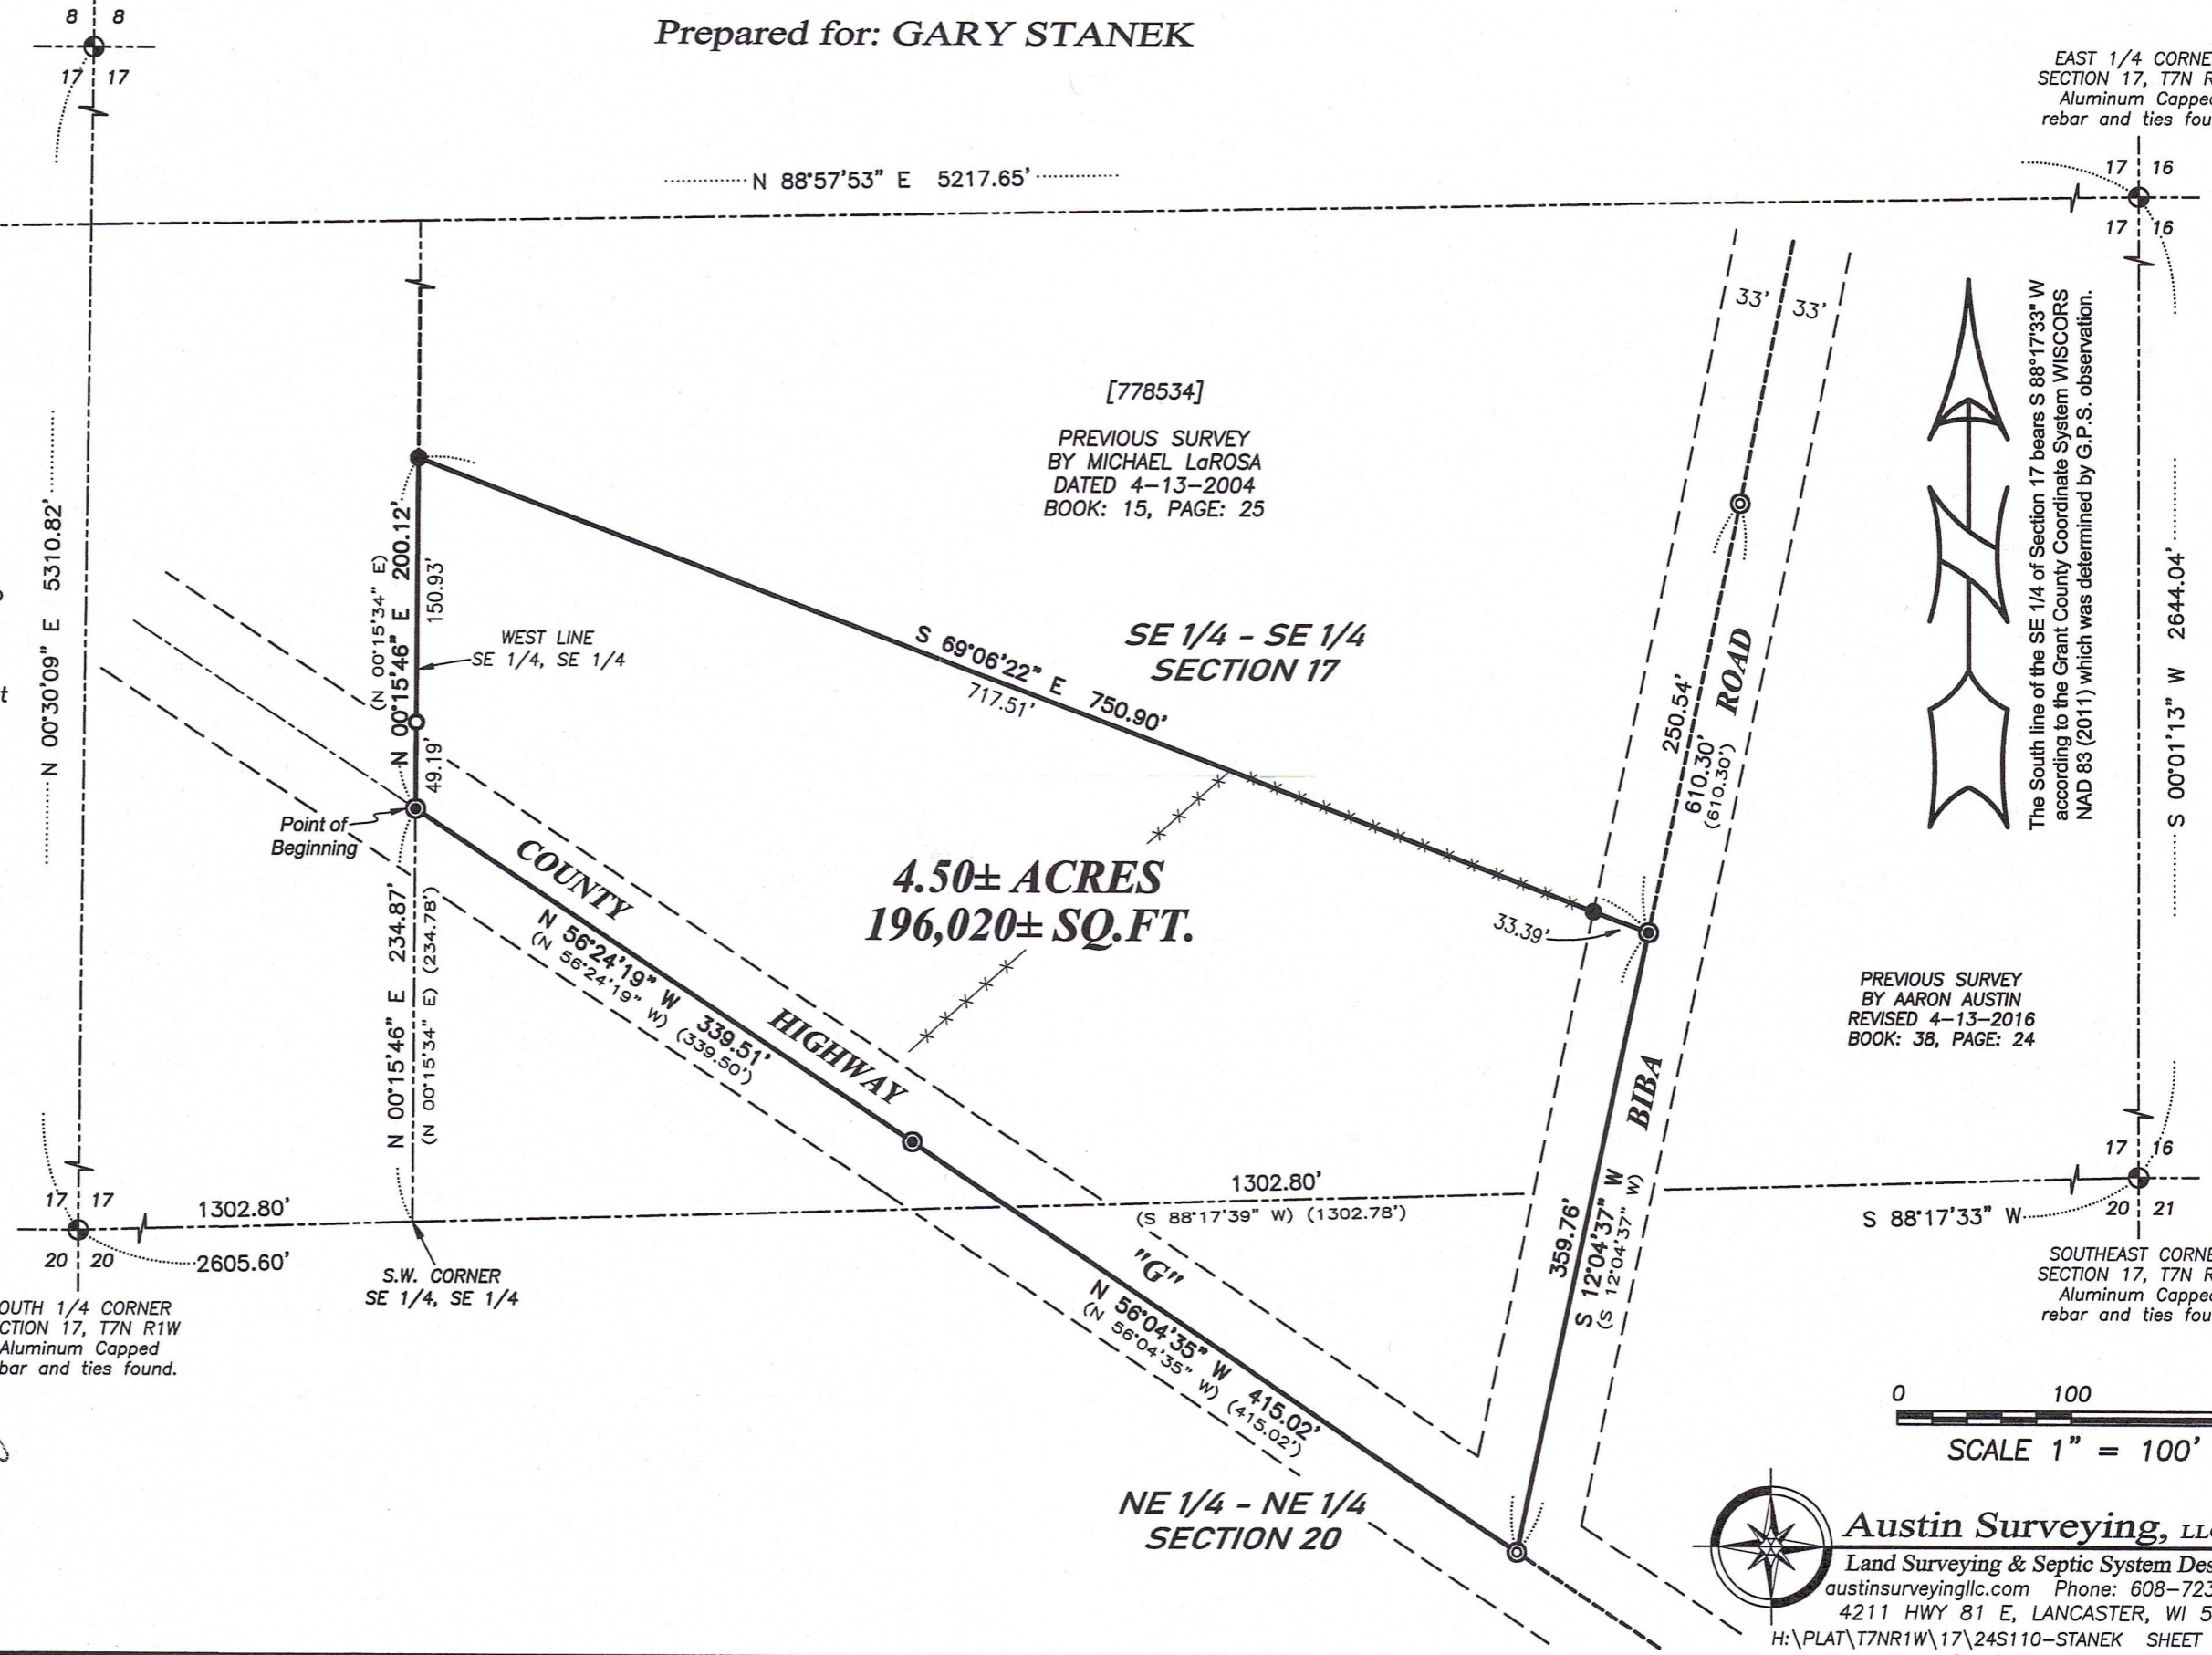 8 8
17 17
Prepared for: GARY STANEK
EAST 1/4 CORNE
SECTION 17, T7N R
Aluminum Capped
rebar and ties fou
17 16
17 16
N 88°57'53" E 5217.65'
33' 33'
[778534]
PREVIOUS SURVEY
BY MICHAEL LaROSA
DATED 4-13-2004
BOOK: 15, PAGE: 25
The South line of the SE 1/4 of Section 17 bears S 88°17'33" W
according to the Grant County Coordinate System WISCORS
NAD 83 (2011) which was determined by G.P.S. observation.
N 00°30'09" E 5310.82'
S 00°01'13" W 2644.04'
(N 00°15'34" E)
N 00°15'46" E 200.12'
150.93'
49.19'
WEST LINE
SE 1/4, SE 1/4
t
SE 1/4 - SE 1/4
SECTION 17
S 69°06'22" E 750.90'
717.51'
250.54'
610.30'
(610.30')
ROAD
Point of
Beginning
COUNTY
HIGHWAY
"G"
4.50± ACRES
196,020± SQ.FT.
33.39'
N 56°24'19" W 339.51'
(N 56°24'19" W) (339.50')
N 00°15'46" E 234.87'
(N 00°15'34" E) (234.78')
PREVIOUS SURVEY
BY AARON AUSTIN
REVISED 4-13-2016
BOOK: 38, PAGE: 24
BIBA
359.76'
S 12°04'37" W
(S 12°04'37" W)
17 17
20 20
1302.80'
2605.60'
1302.80'
(S 88°17'39" W) (1302.78')
S 88°17'33" W
17 16
20 21
S.W. CORNER
SE 1/4, SE 1/4
OUTH 1/4 CORNER
CTION 17, T7N R1W
Aluminum Capped
bar and ties found.
SOUTHEAST CORNE
SECTION 17, T7N R
Aluminum Capped
rebar and ties fou
N 56°04'35" W 415.02'
(N 56°04'35" W) (415.02')
NE 1/4 - NE 1/4
SECTION 20
0 100
SCALE 1" = 100'
Austin Surveying, LLC
Land Surveying & Septic System Des
austinsurveyingllc.com Phone: 608-723
4211 HWY 81 E, LANCASTER, WI 5
H:\PLAT\T7NR1W\17\24S110-STANEK SHEET